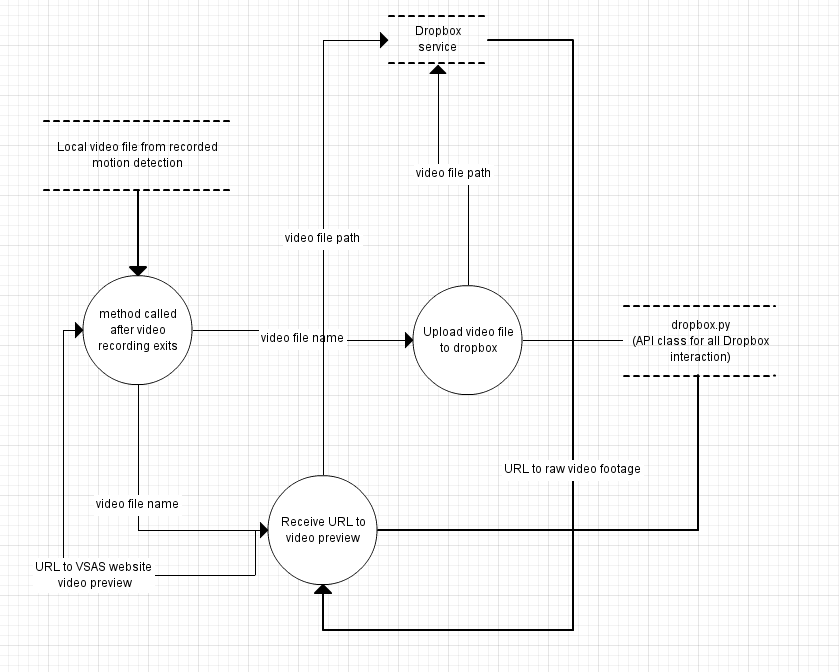 Dropbox
service
Local video file from recorded
motion detection
video file path
video file path
method called
after video
recording exits
video file name
Upload video file
to dropbox
dropbox.py
(API class for all Dropbox
interaction)
URL to raw video footage
video file name
Receive URL to
video preview
URL to VSAS website
video preview